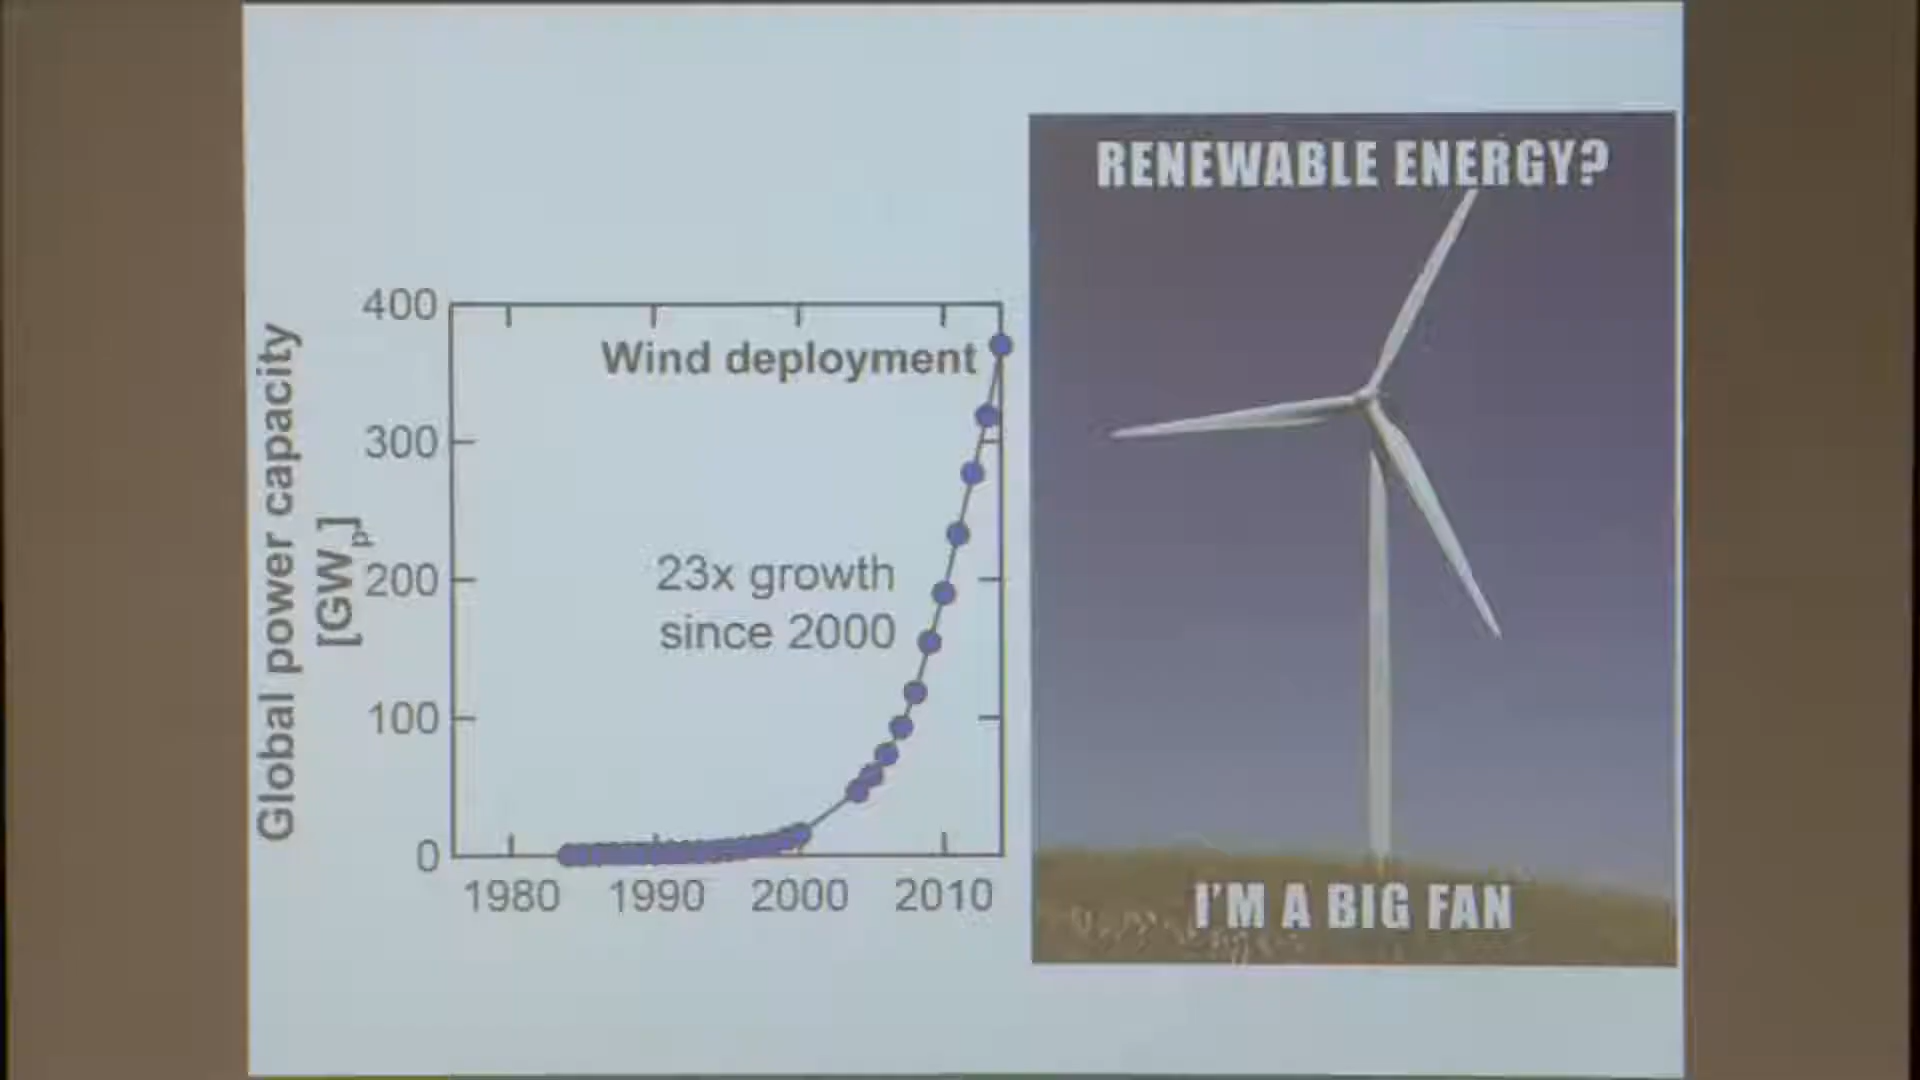 Global power capacity
[GWp]
400
300
200
100
0
1980 1990 2000 2010
Wind deployment
23x growth
since 2000
RENEWABLE ENERGY?
I'M A BIG FAN